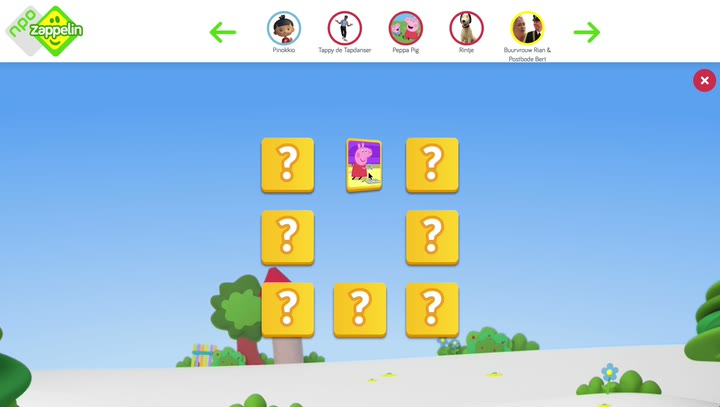 npo
Zappelin
Pinokkio
Tappy de Tapdanser
Peppa Pig
Rintje
Buurvrouw Rian &
Postbode Bert
? ?
? ?
? ? ?